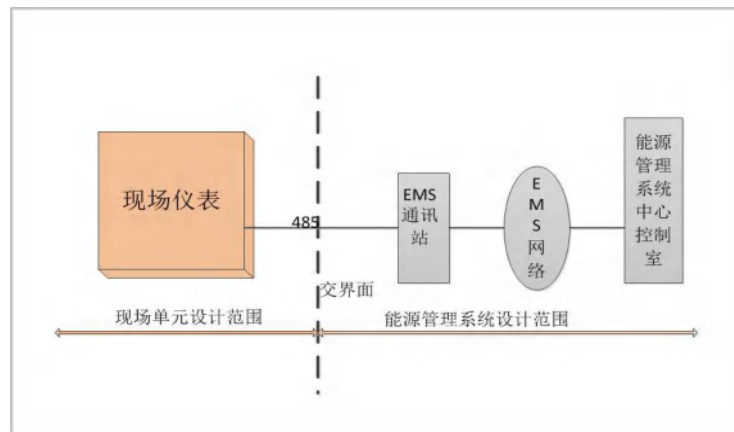 现场仪表
485
EMS
通讯
站
E
M
S
网
络
能源
管理
系统
中心
控制
室
交界面
现场单元设计范围
能源管理系统设计范围